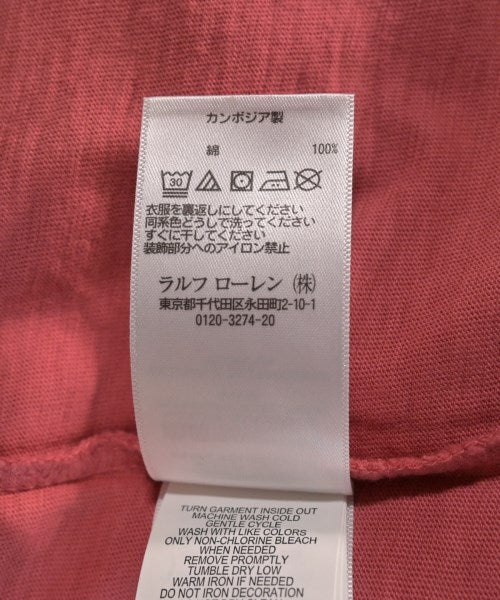 カンボジア製
綿 100%
30
衣服を裏返しにしてください
同系色どうしで洗ってください
すぐに干してください
装飾部分へのアイロン禁止
ラルフ ローレン (株)
東京都千代田区永田町2-10-1
0120-3274-20
TURN GARMENT INSIDE OUT
MACHINE WASH COLD
GENTLE CYCLE
WASH WITH LIKE COLORS
ONLY NON-CHLORINE BLEACH
WHEN NEEDED
REMOVE PROMPTLY
TUMBLE DRY LOW
WARM IRON IF NEEDED
DO NOT IRON DECORATION